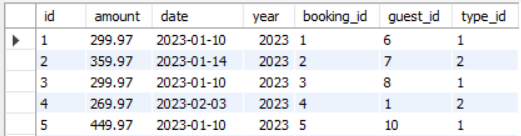 id amount date year booking_id guest_id type_id
1 299.97 2023-01-10 2023 1 6 1
2 359.97 2023-01-14 2023 2 7 2
3 299.97 2023-01-10 2023 3 8 1
4 269.97 2023-02-03 2023 4 1 2
5 449.97 2023-01-10 2023 5 10 1